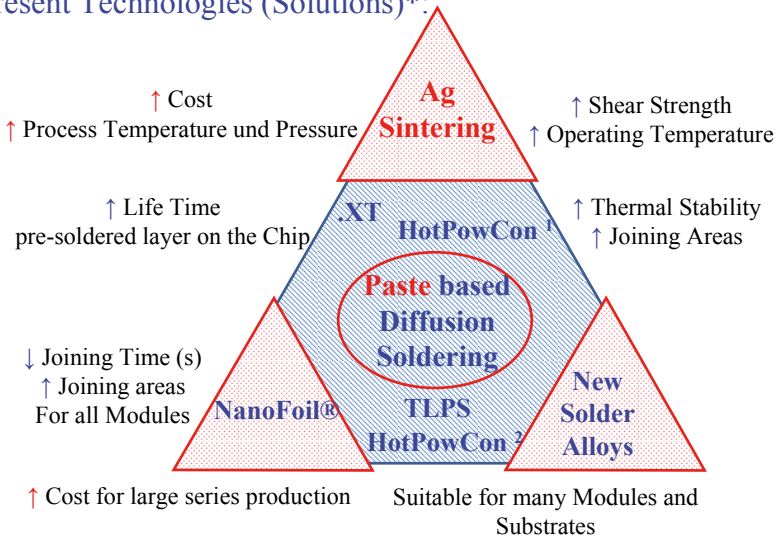 resent Technologies (Solutions)*:
↑ Cost
↑ Process Temperature und Pressure
Ag
Sintering
↑ Shear Strength
↑ Operating Temperature
↑ Life Time
pre-soldered layer on the Chip
.XT
HotPowCon 1
↑ Thermal Stability
↑ Joining Areas
Paste based
Diffusion
Soldering
↓ Joining Time (s)
↑ Joining areas
For all Modules
NanoFoil®
TLPS
HotPowCon 2
New
Solder
Alloys
↑ Cost for large series production
Suitable for many Modules and
Substrates